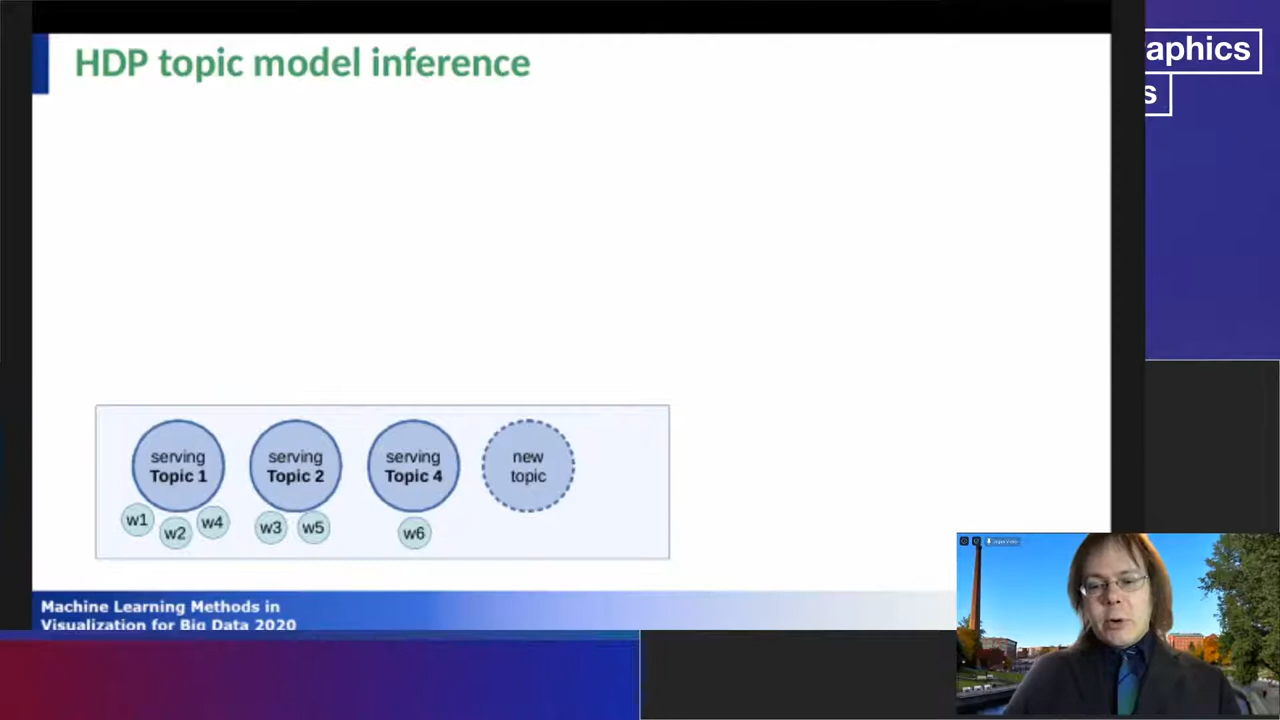 HDP topic model inference
aphics
s
serving
Topic 1
serving
Topic 2
serving
Topic 4
new
topic
w1
w2
w4
w3
w5
w6
Machine Learning Methods in
Visualization for Big Data 2020